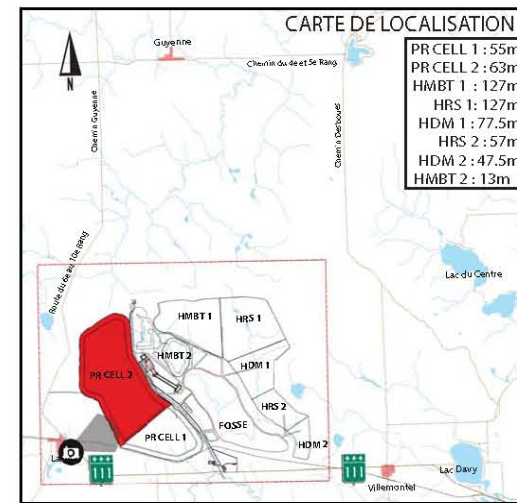 CARTE DE LOCALISATION
PR CELL 1 : 55m
PR CELL 2 : 63m
HMBT 1 : 127m
HRS 1 : 127m
HDM 1 : 77.5m
HRS 2 : 57m
HDM 2 : 47.5m
HMBT 2 : 13m
Guyenne
Chemin du 4e et 5e Rang
N
Chemin Guyenne
Chemin Desboues
Route du 6e au 10e Rang
Lac du Centre
HMBT 1
HRS 1
HMBT 2
HDM 1
PR CELL 2
HRS 2
FOSSE
PR CELL 1
HDM 2
111
111
Villemontel
Lac Davy